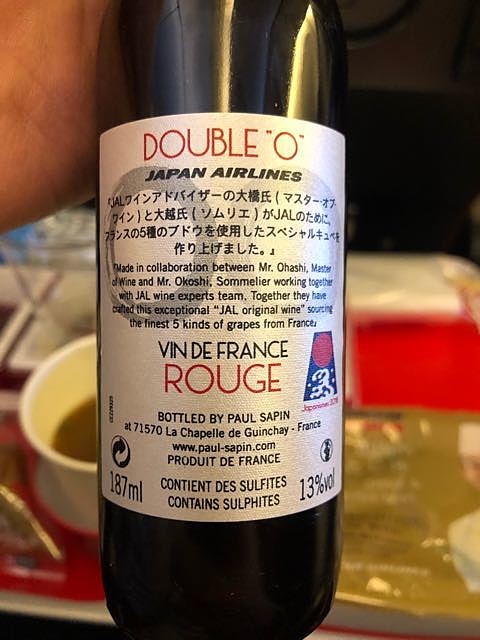 DOUBLE "O"
JAPAN AIRLINES
『JALワインアドバイザーの大橋氏(マスター・オブ・
ワイン)と大越氏(ソムリエ)がJALのために、
フランスの5種のブドウを使用したスペシャルキュベを
作り上げました。』
『Made in collaboration between Mr. Ohashi, Master
of Wine and Mr. Okoshi, Sommelier working together
with JAL wine experts team. Together they have
crafted this exceptional "JAL original wine" sourcing
the finest 5 kinds of grapes from France』
VIN DE FRANCE
ROUGE
BOTTLED BY PAUL SAPIN
at 71570 La Chapelle de Guinchay - France
www.paul-sapin.com
PRODUIT DE FRANCE
187ml
CONTIENT DES SULFITES
CONTAINS SULPHITES
13%vol